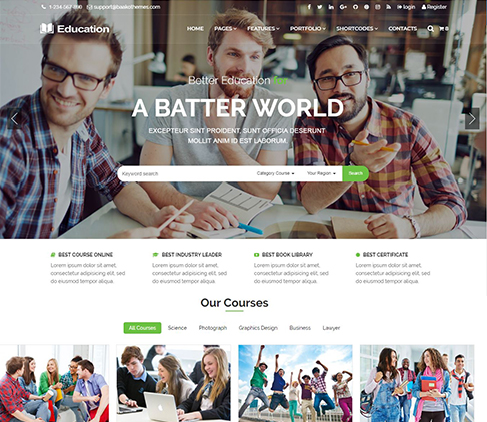 1-234-567-890 support@baskothemes.com login Register
Education HOME PAGES FEATURES PORTFOLIO SHORTCODES CONTACTS 0
Better Education for
A BATTER WORLD
EXCEPTEUR SINT PROIDENT, SUNT OFFICIA DESERUNT
MOLLIT ANIM ID EST LABORUM.
Keyword search Category Course Your Region Search
BEST COURSE ONLINE BEST INDUSTRY LEADER BEST BOOK LIBRARY BEST CERTIFICATE
Lorem ipsum dolor sit amet, Lorem ipsum dolor sit amet, Lorem ipsum dolor sit amet, Lorem ipsum dolor sit amet,
consectetur adipisicing elit, sed consectetur adipisicing elit, sed consectetur adipisicing elit, sed consectetur adipisicing elit, sed
do eiusmod tempor. do eiusmod tempor. do eiusmod tempor. do eiusmod tempor.
Our Courses
All Courses Science Photograph Graphics Design Business Lawyer